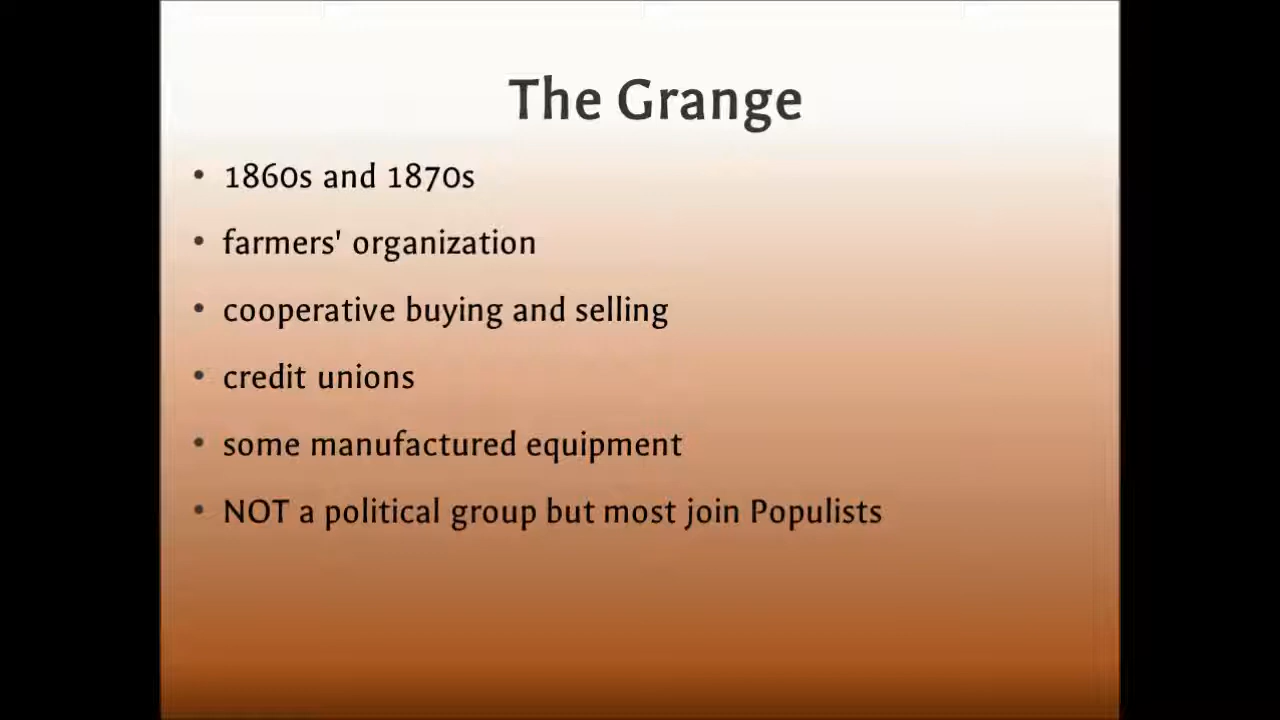 The Grange
• 1860s and 1870s
• farmers' organization
• cooperative buying and selling
• credit unions
• some manufactured equipment
• NOT a political group but most join Populists